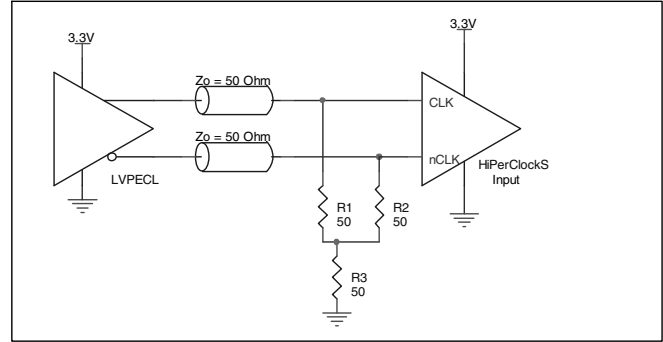 3.3V
3.3V
Zo = 50 Ohm
CLK
Zo = 50 Ohm
nCLK
HiPerClockS
Input
LVPECL
R1
50
R2
50
R3
50